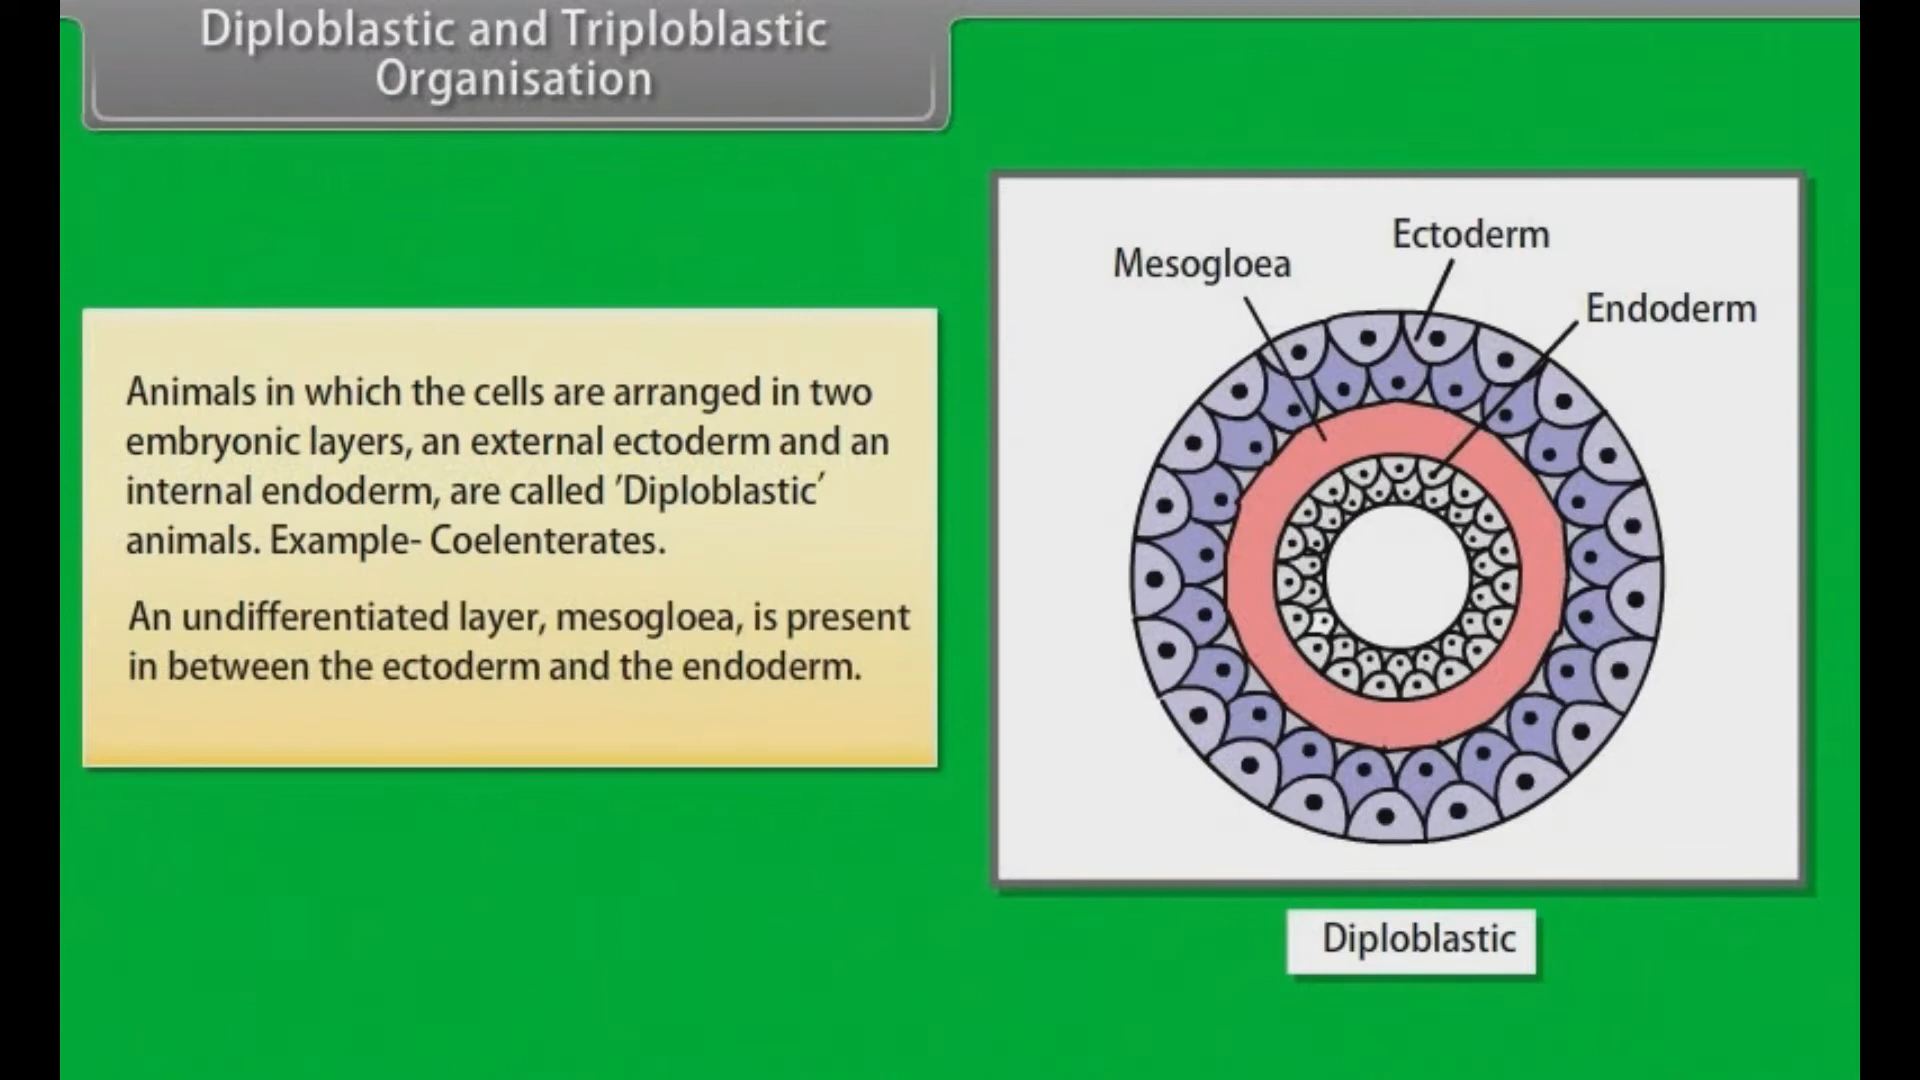 Diploblastic and Triploblastic
Organisation
Animals in which the cells are arranged in two
embryonic layers, an external ectoderm and an
internal endoderm, are called ′Diploblastic′
animals. Example- Coelenterates.
An undifferentiated layer, mesogloea, is present
in between the ectoderm and the endoderm.
Ectoderm
Mesogloea
Endoderm
Diploblastic